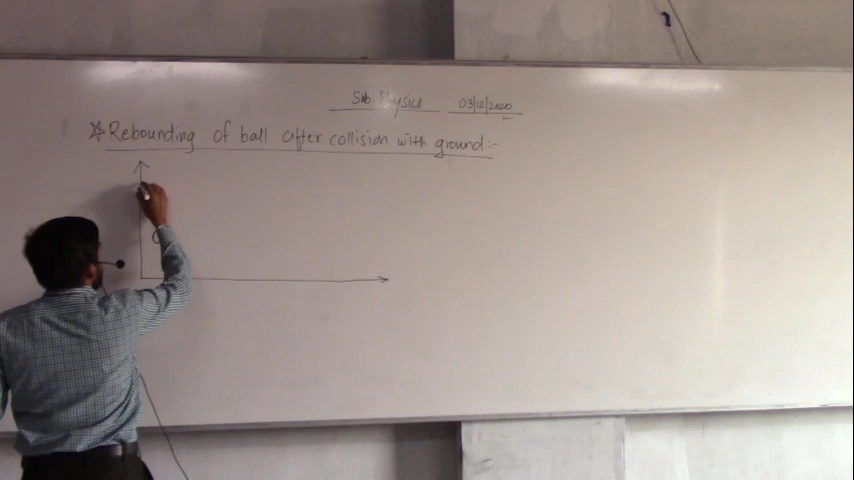 Sub:Physics 03/12/2020
☆Rebounding of ball after collision with ground:-